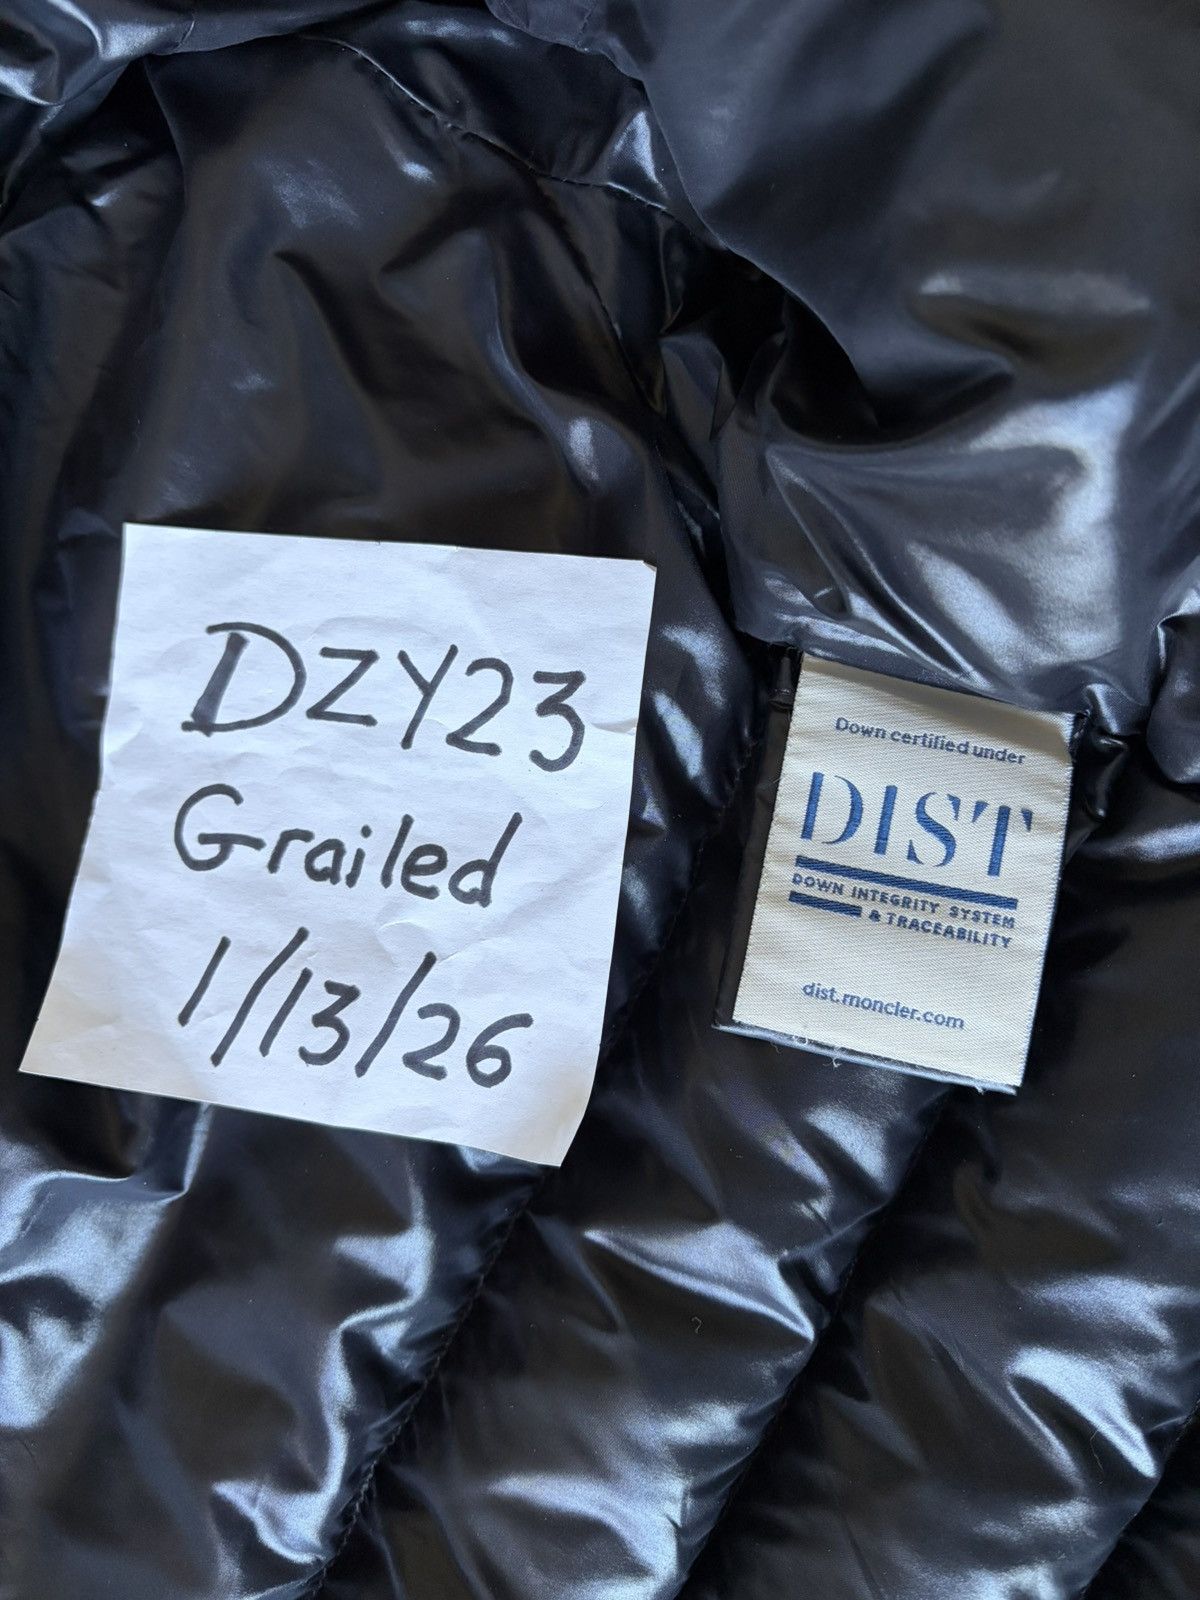 DZY23
Grailed
1/13/26
Down certified under
DIST
DOWN INTEGRITY SYSTEM
& TRACEABILITY
dist.moncler.com